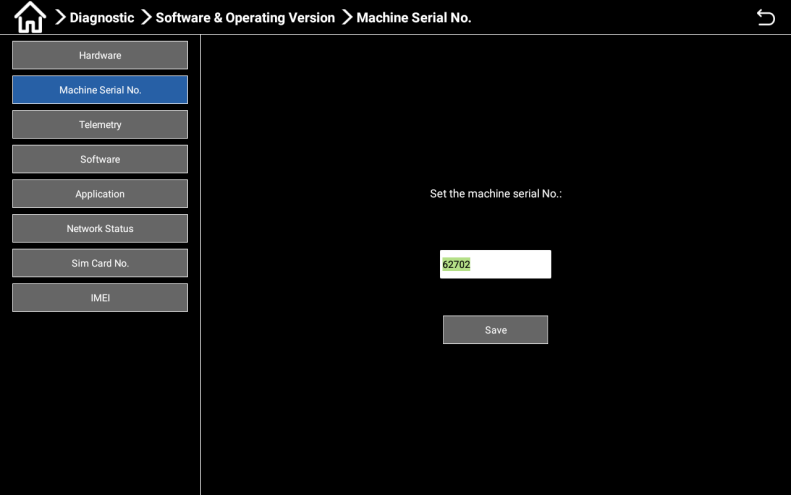 Diagnostic Software & Operating Version Machine Serial No.
Hardware
Machine Serial No.
Telemetry
Software
Application
Network Status
Sim Card No.
IMEI
Set the machine serial No.:
62702
Save